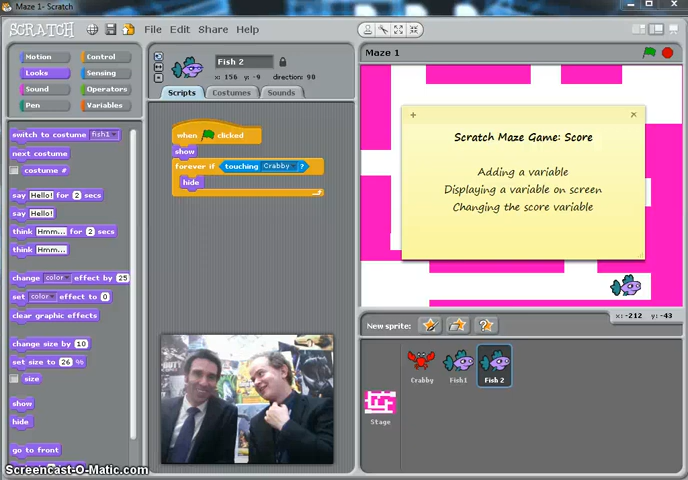 Maze 1- Scratch
SCRATCH File Edit Share Help
Motion Control
Looks Sensing
Sound Operators
Pen Variables
switch to costume fish1
next costume
costume #
say Hello! for 2 secs
say Hello!
think Hmm... for 2 secs
think Hmm...
change color effect by 25
set color effect to 0
clear graphic effects
change size by 10
set size to 26 %
size
show
hide
go to front
Fish 2
x: 156 y: -9 direction: 90
Scripts Costumes Sounds
when clicked
show
forever if touching Crabby ?
hide
Maze 1
Scratch Maze Game: Score
Adding a variable
Displaying a variable on screen
Changing the score variable
x: -212 y: -43
New sprite:
Crabby Fish1 Fish 2
Stage
Screencast-O-Matic.com